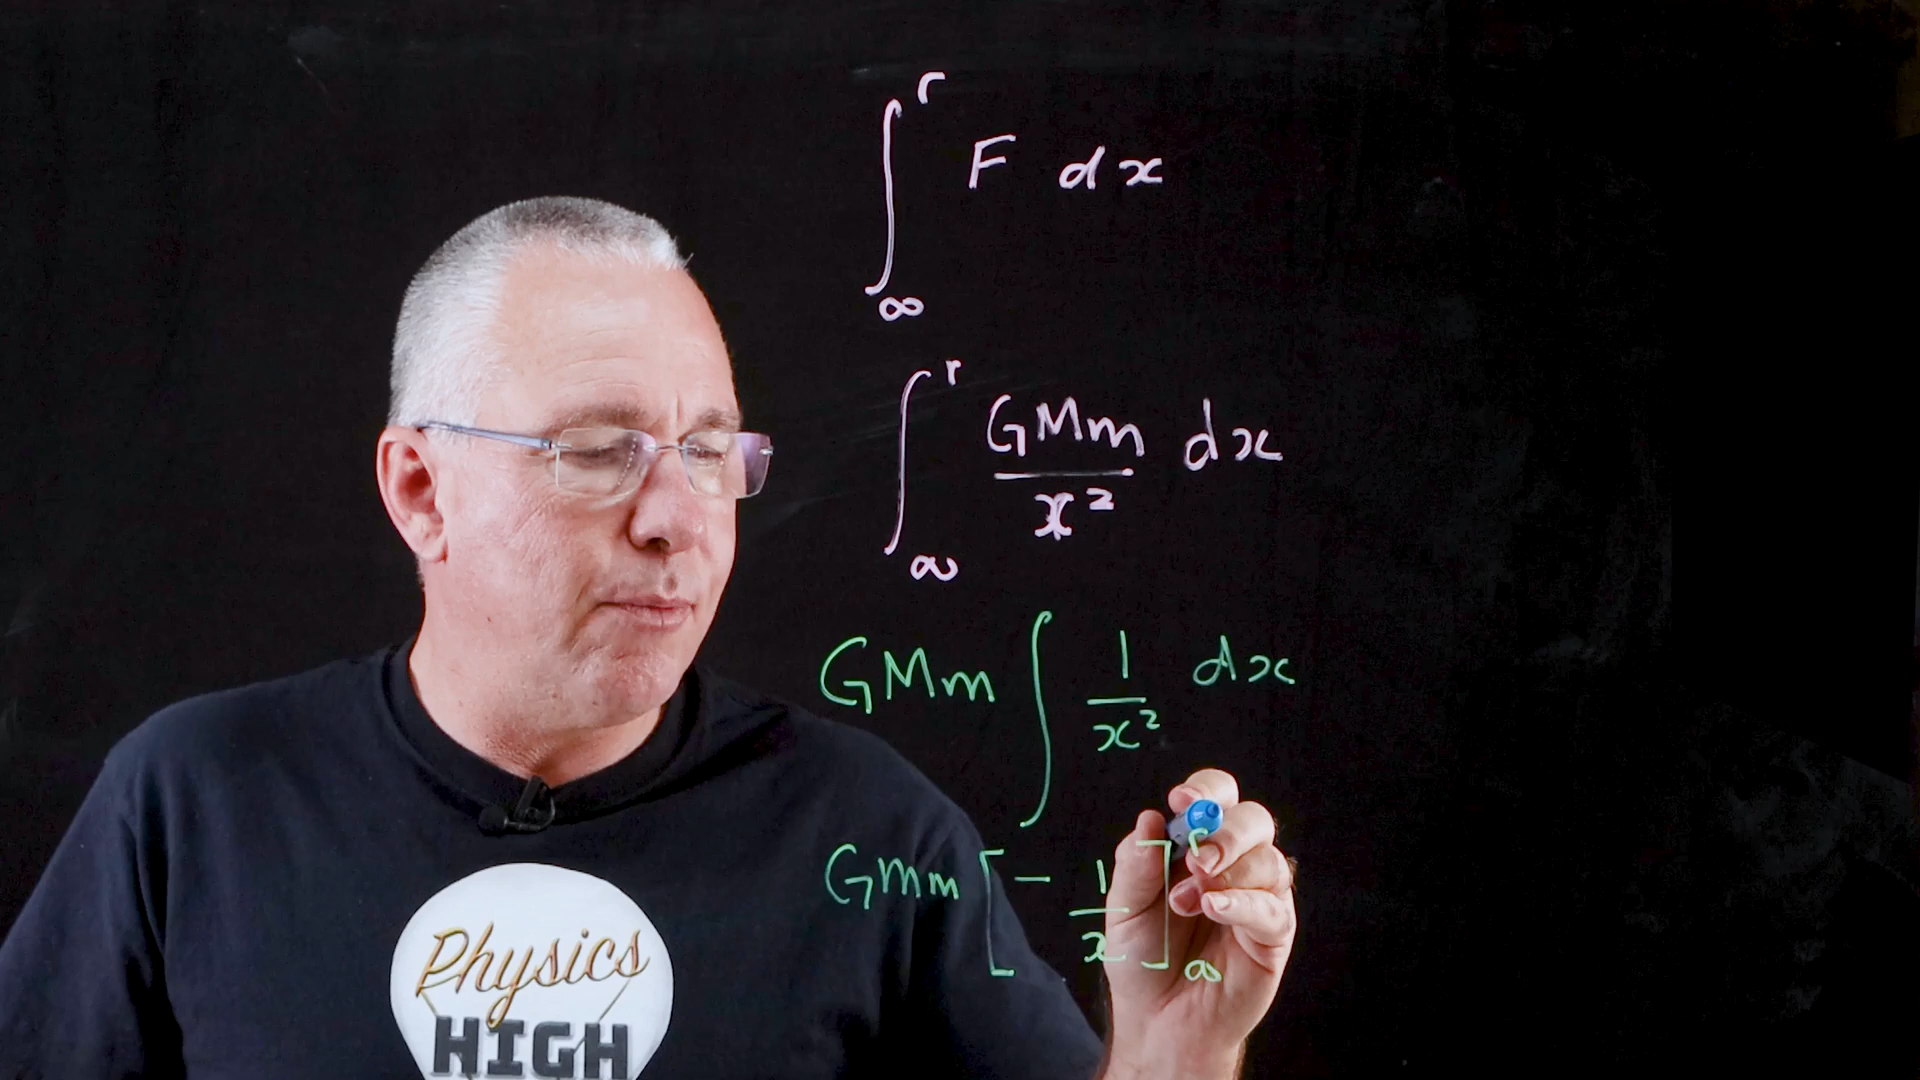 ∫_∞^r F dx
∫_∞^r GMm/x² dx
GMm ∫ 1/x² dx
GMm [ - 1/x ]_∞^r
Physics
HIGH